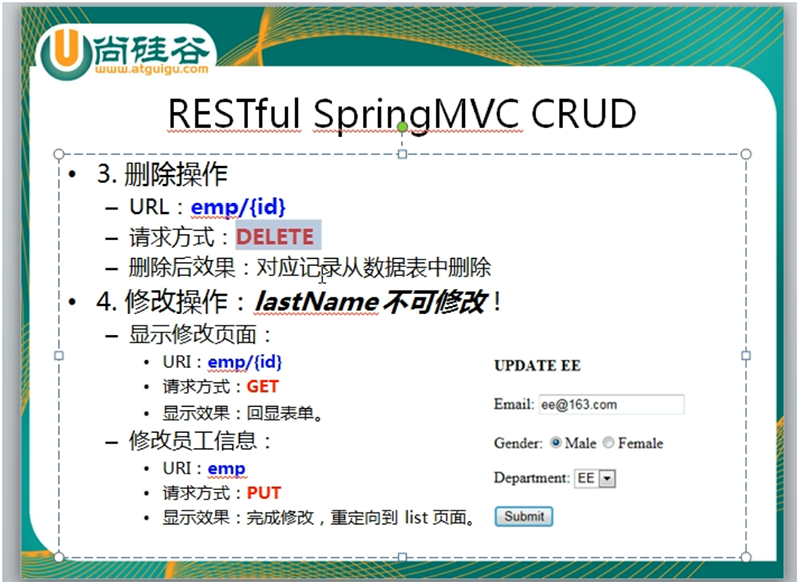 尚硅谷
www.atguigu.com
RESTful SpringMVC CRUD
• 3. 删除操作
– URL：emp/{id}
– 请求方式：DELETE
– 删除后效果：对应记录从数据表中删除
• 4. 修改操作：lastName 不可修改！
– 显示修改页面：
• URI：emp/{id}
• 请求方式：GET
• 显示效果：回显表单。
– 修改员工信息：
• URI：emp
• 请求方式：PUT
• 显示效果：完成修改，重定向到 list 页面。
UPDATE EE
Email: ee@163.com
Gender: Male Female
Department: EE
Submit